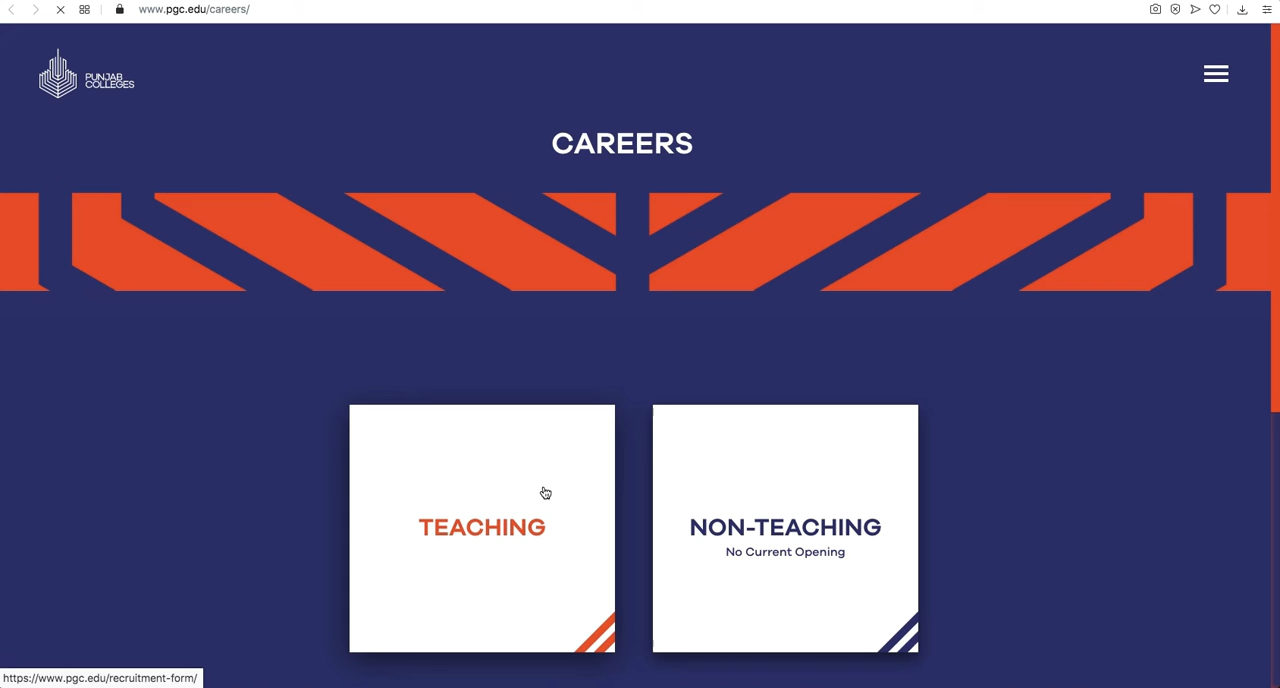 www.pgc.edu/careers/
PUNJAB
COLLEGES
CAREERS
TEACHING
NON-TEACHING
No Current Opening
https://www.pgc.edu/recruitment-form/